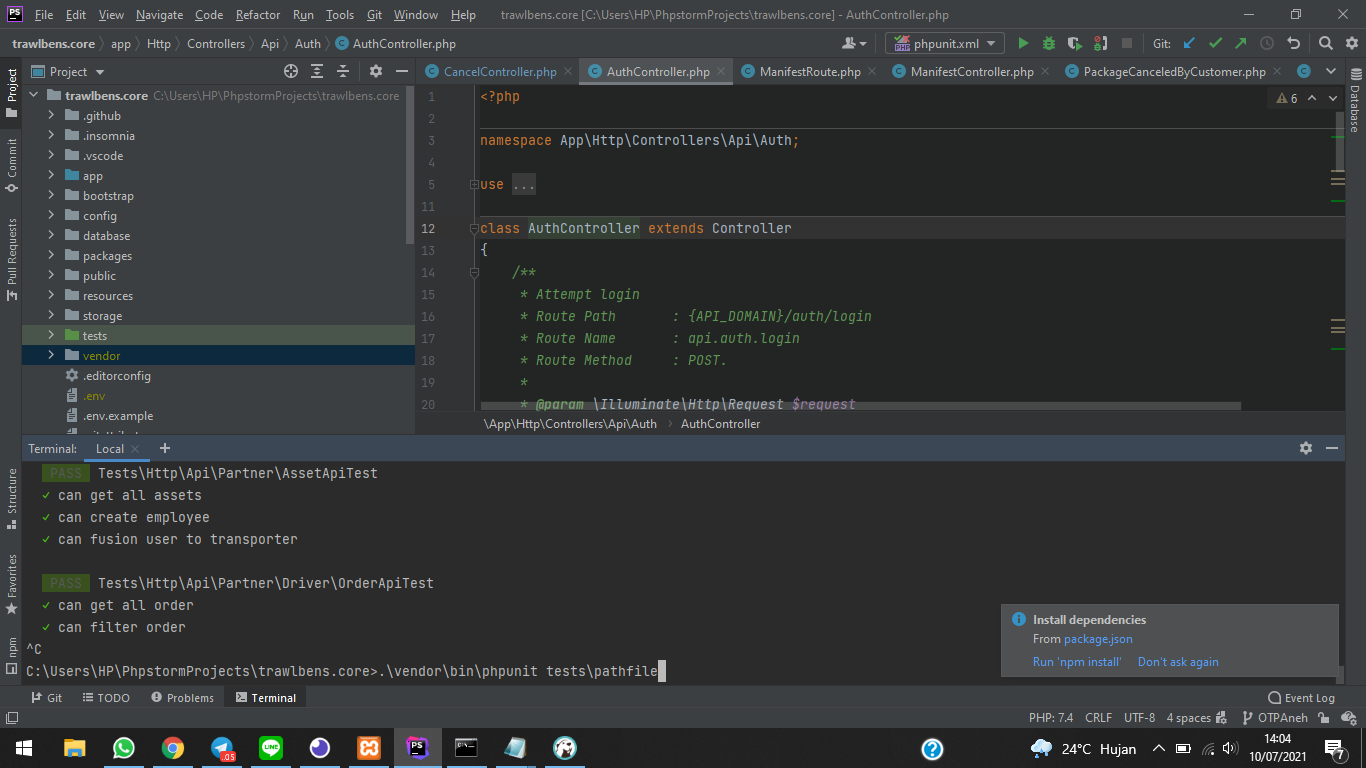 PS File Edit View Navigate Code Refactor Run Tools Git Window Help trawlbens.core [C:\Users\HP\PhpstormProjects\trawlbens.core] - AuthController.php
trawlbens.core app Http Controllers Api Auth AuthController.php phpunit.xml Git:
Project
CancelController.php AuthController.php ManifestRoute.php ManifestController.php PackageCanceledByCustomer.php
Project
Commit
Pull Requests
Structure
Favorites
npm
Database
trawlbens.core C:\Users\HP\PhpstormProjects\trawlbens.core
.github
.insomnia
.vscode
app
bootstrap
config
database
packages
public
resources
storage
tests
vendor
.editorconfig
.env
.env.example
6
1 <?php
2
3 namespace App\Http\Controllers\Api\Auth;
4
5 use ...
11
12 class AuthController extends Controller
13 {
14 /**
15 * Attempt login
16 * Route Path : {API_DOMAIN}/auth/login
17 * Route Name : api.auth.login
18 * Route Method : POST.
19 *
20 * @param \Illuminate\Http\Request $request
\App\Http\Controllers\Api\Auth AuthController
Terminal: Local
PASS Tests\Http\Api\Partner\AssetApiTest
✓ can get all assets
✓ can create employee
✓ can fusion user to transporter
PASS Tests\Http\Api\Partner\Driver\OrderApiTest
✓ can get all order
✓ can filter order
^C
C:\Users\HP\PhpstormProjects\trawlbens.core>.\vendor\bin\phpunit tests\pathfile
Install dependencies
From package.json
Run 'npm install' Don't ask again
Git TODO Problems Terminal Event Log
PHP: 7.4 CRLF UTF-8 4 spaces OTPAneh
.05
PS
24°C Hujan
14:04
10/07/2021
7